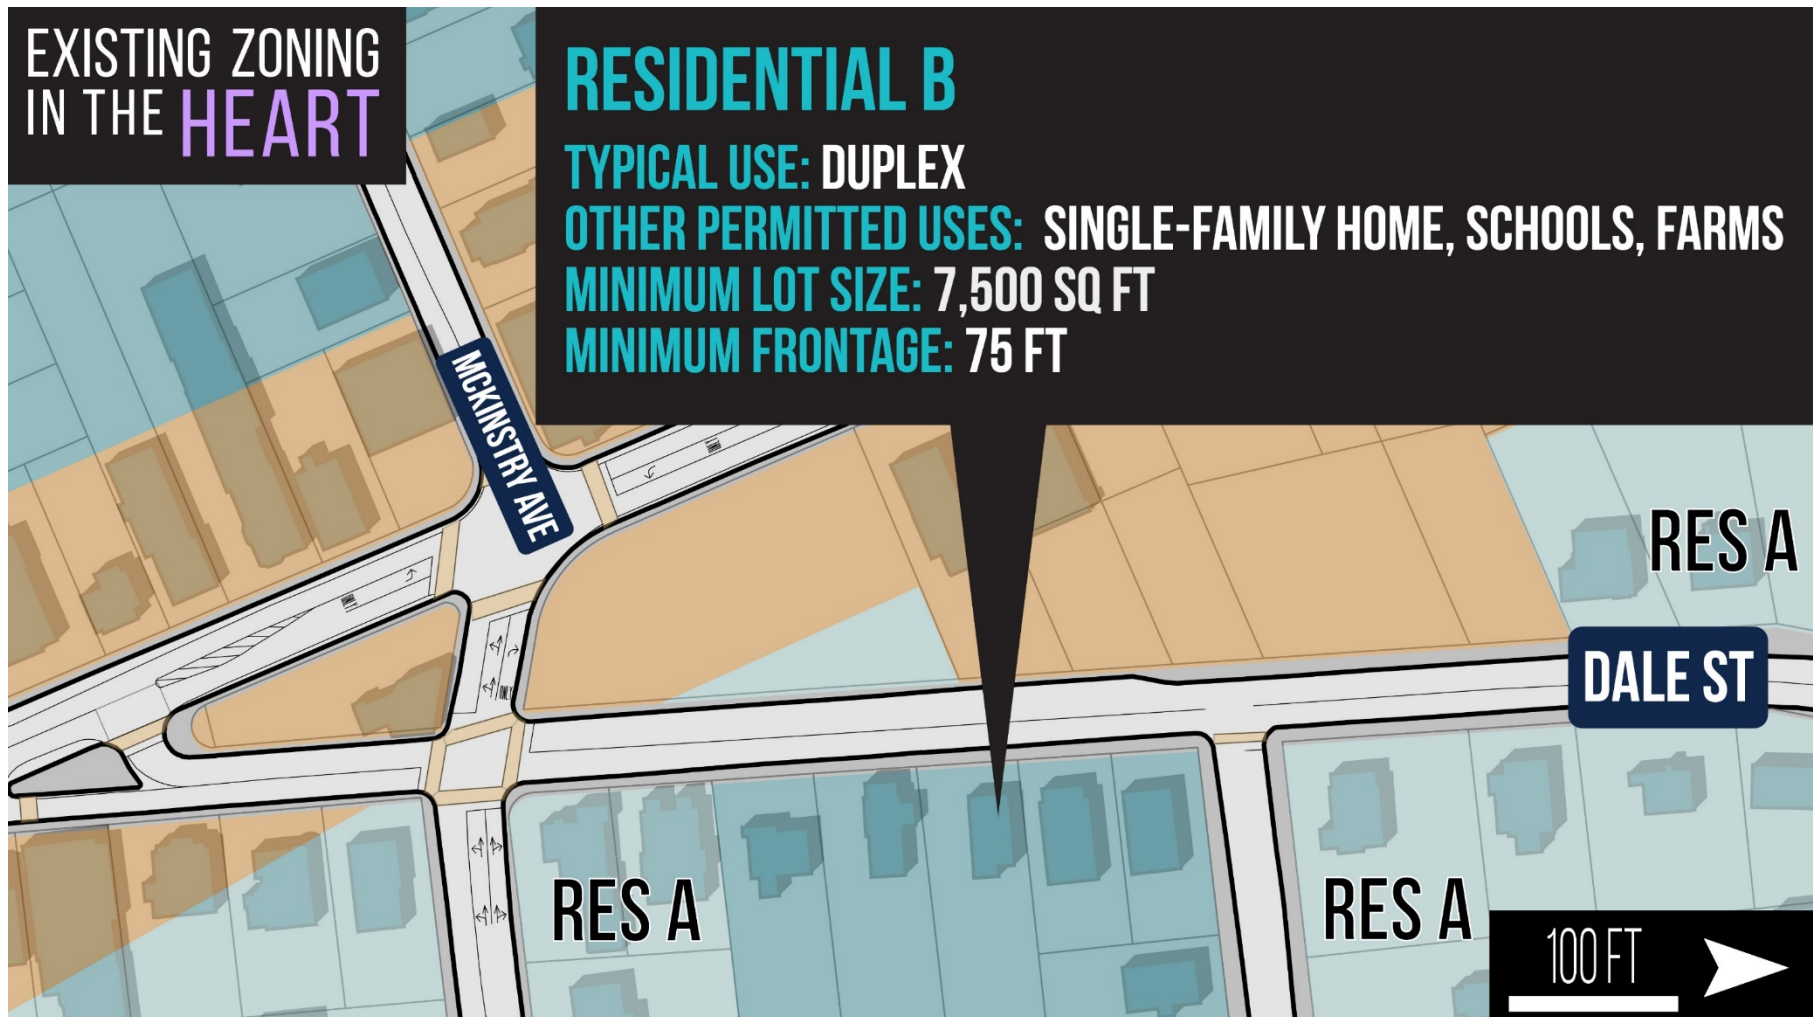 EXISTING ZONING
IN THE HEART
RESIDENTIAL B
TYPICAL USE: DUPLEX
OTHER PERMITTED USES: SINGLE-FAMILY HOME, SCHOOLS, FARMS
MINIMUM LOT SIZE: 7,500 SQ FT
MINIMUM FRONTAGE: 75 FT
MCKINSTRY AVE
RES A
DALE ST
ONLY
RES A
RES A
100 FT